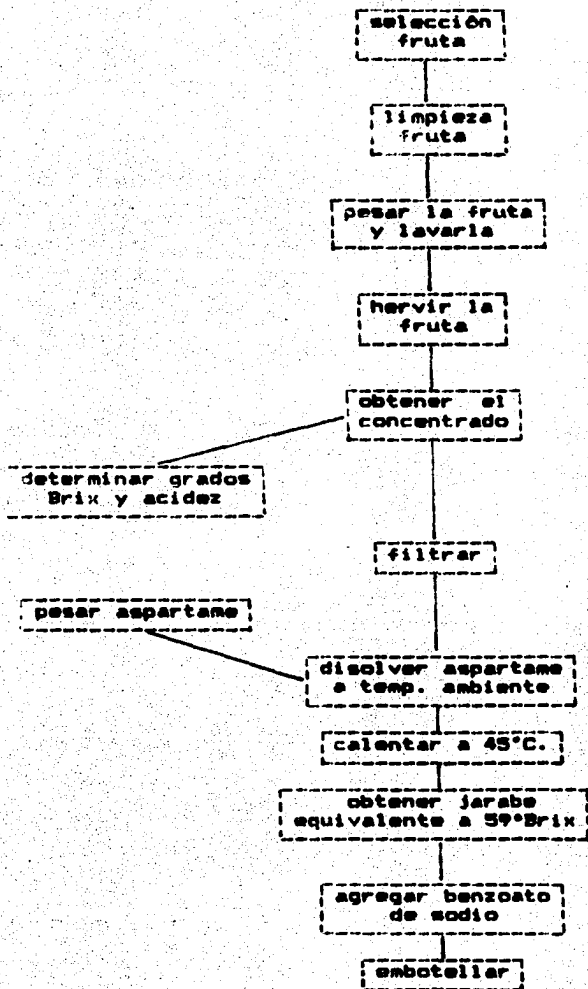 selección
fruta
limpieza
fruta
pesar la fruta
y lavarla
hervir la
fruta
obtener el
concentrado
determinar grados
Brix y acidez
filtrar
pesar aspartame
disolver aspartame
a temp. ambiente
calentar a 45°C.
obtener jarabe
equivalente a 59°Brix
agregar benzoato
de sodio
embotellar